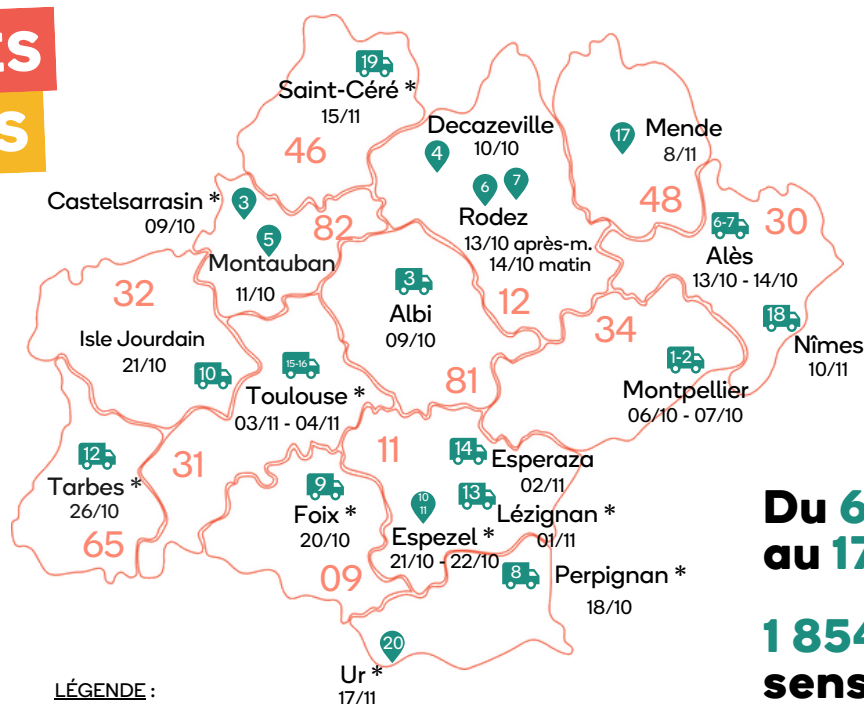 19
Saint-Céré *
15/11
46
Decazeville
10/10
4
6
7
Rodez
13/10 après-m.
14/10 matin
12
17
Mende
8/11
48
30
6-7
Alès
13/10 - 14/10
18
Nîmes
10/11
Castelsarrasin *
09/10
3
82
5
Montauban
11/10
32
Isle Jourdain
21/10
10
3
Albi
09/10
81
34
1-2
Montpellier
06/10 - 07/10
15-16
Toulouse *
03/11 - 04/11
31
12
Tarbes *
26/10
65
9
Foix *
20/10
09
11
14
Esperaza
02/11
13
Lézignan *
01/11
10
11
Espezel *
21/10 - 22/10
8
Perpignan *
18/10
20
Ur *
17/11
Du 6
au 17
1 854
sens
LÉGENDE :